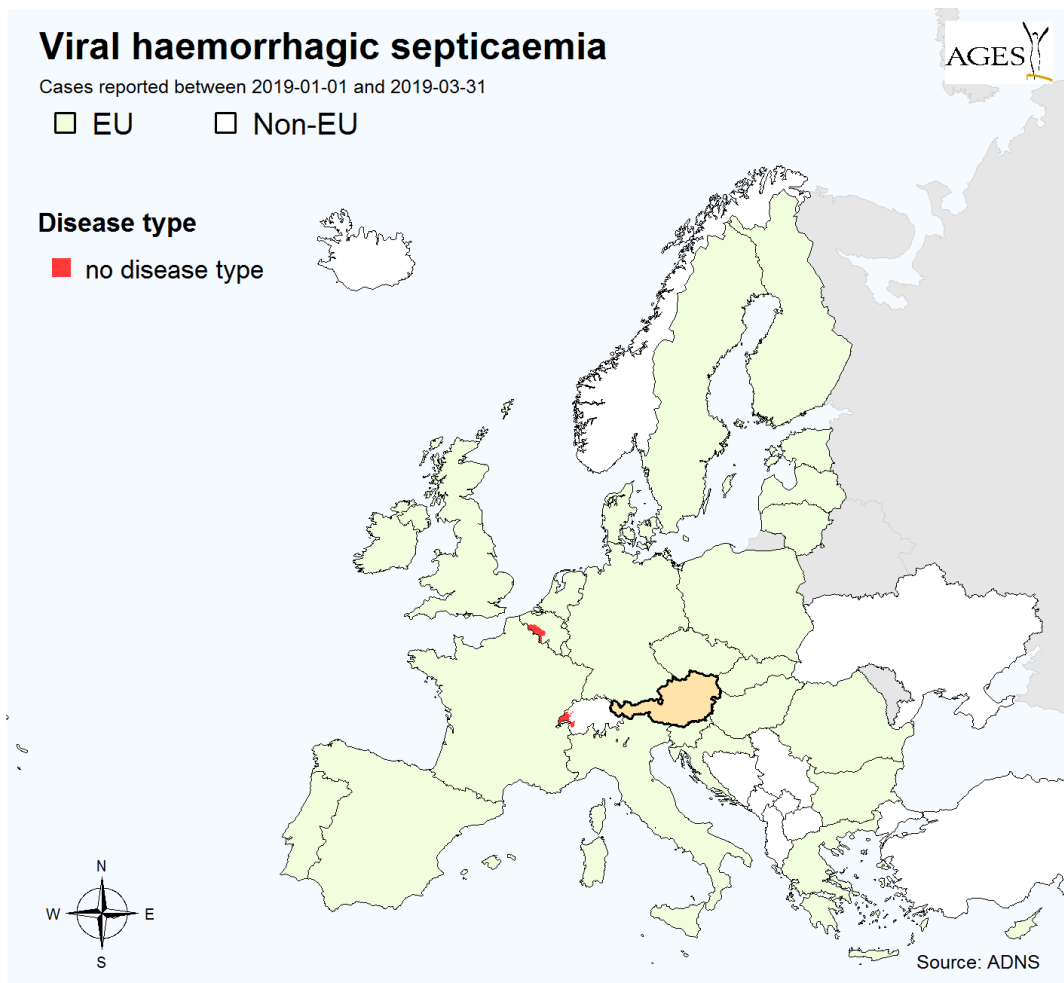 Viral haemorrhagic septicaemia
Cases reported between 2019-01-01 and 2019-03-31
EU Non-EU
AGES
Disease type
no disease type
N
W E
S
Source: ADNS